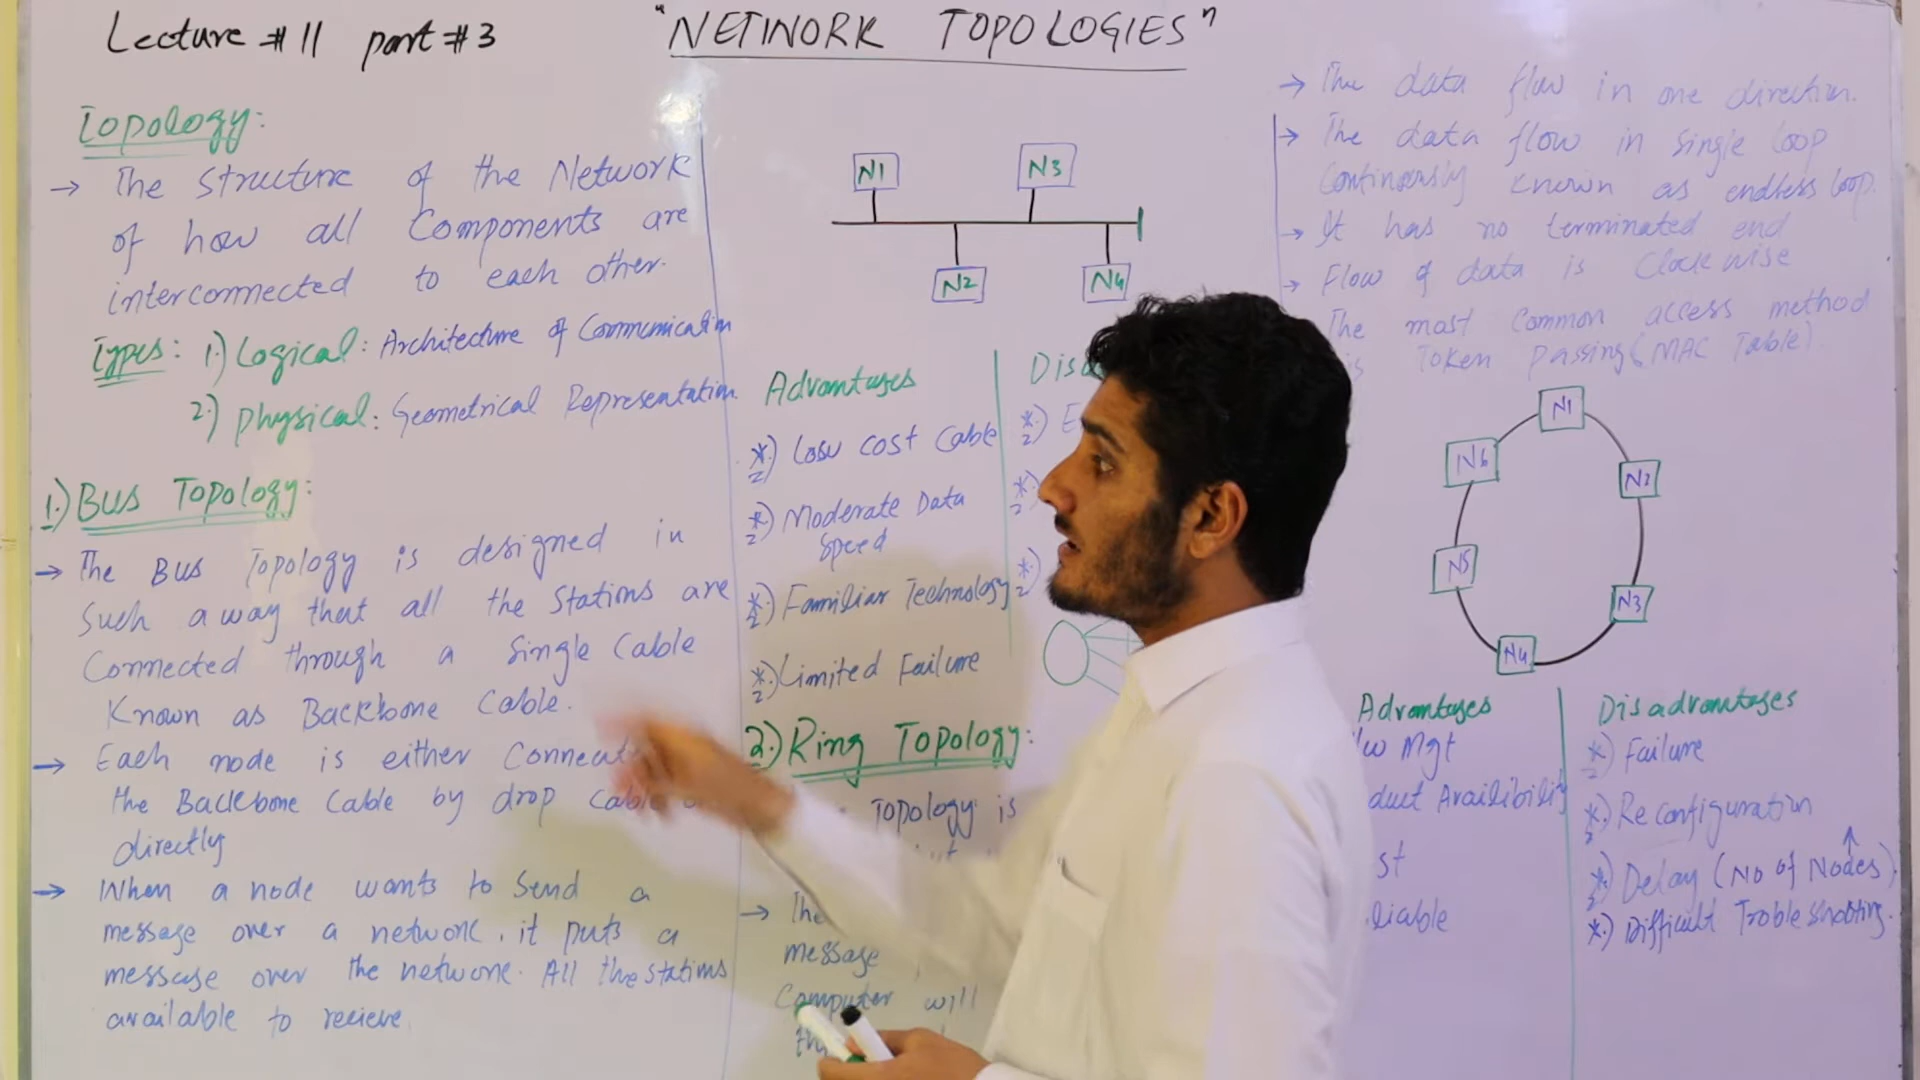 Lecture #11 part #3
"NETWORK TOPOLOGIES"
Topology:
→ The structure of the Network
of how all Components are
interconnected to each other.
Types: 1.) Logical: Architecture of Communication
2.) Physical: Geometrical Representation.
1.) Bus Topology:
→ The Bus Topology is designed in
such a way that all the Stations are
Connected through a single Cable
Known as Backbone Cable.
→ Each node is either
the Backbone Cable by drop
directly
→ When a node wants to Send a
message over a network, it puts a
message over the network. All the stations
available to recieve.
N1
N3
N2
N4
Advantages
*) Low cost Cable
*) Moderate Data
Speed
*) Familiar Technology
*) Limited Failure
2.) Ring Topology:
Topology is
→ The
message
Computer will
→ The data flow in one direction.
→ The data flow in single loop
known as endless loop.
→ It has no terminated end
→ Flow of data is Clockwise
The most Common access method
is Token passing (MAC Table)
N1
N6
N2
N5
N3
N4
Advantages
Mgt
st
Disadvantages
*) Failure
*) Reconfiguration
*) Delay (No of Nodes) ↑
*) Difficult Trobleshooting.